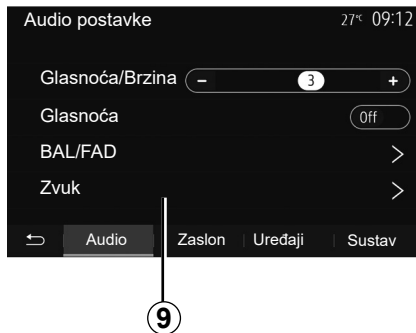 Audio postavke 27°C 09:12
Glasnoća/Brzina - 3 +
Glasnoća Off
BAL/FAD >
Zvuk >
Audio Zaslon Uređaji Sustav
9